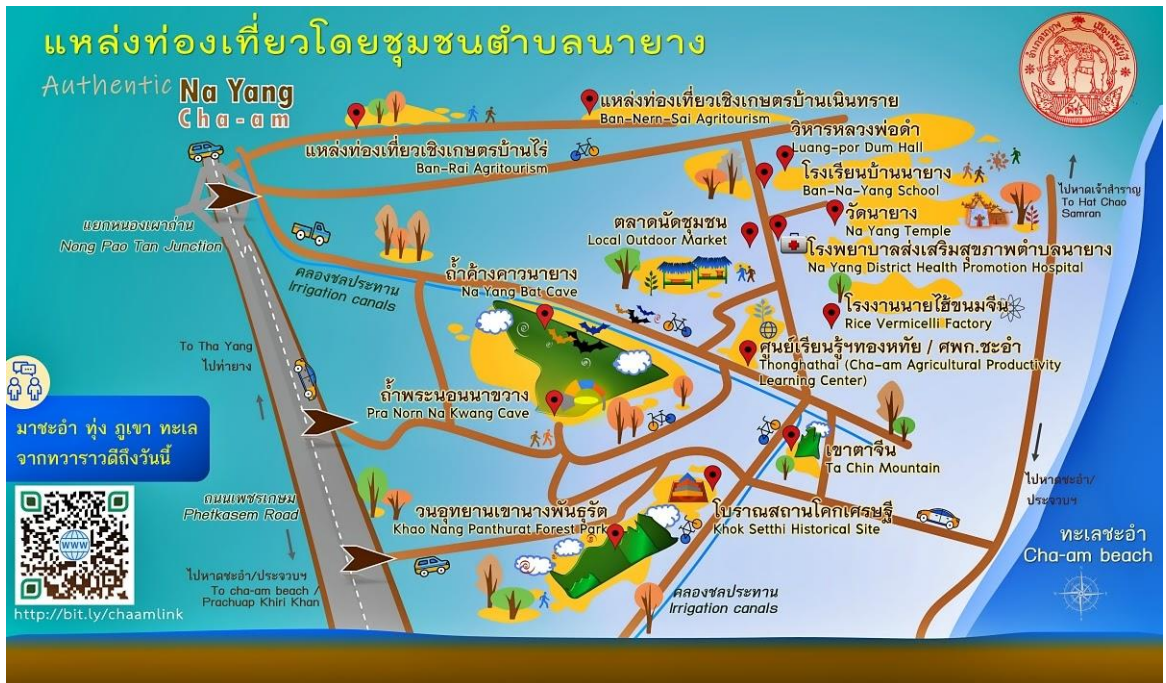 แหล่งท่องเที่ยวโดยชุมชนตำบลนายาง
Authentic Na Yang
Cha-am
แหล่งท่องเที่ยวเชิงเกษตรบ้านเนินทราย
Ban-Nern-Sai Agritourism
แหล่งท่องเที่ยวเชิงเกษตรบ้านไร่
Ban-Rai Agritourism
วิหารหลวงพ่อดำ
Luang-por Dum Hall
โรงเรียนบ้านนายาง
Ban-Na-Yang School
ไปหาดเจ้าสำราญ
To Hat Chao
Samran
วัดนายาง
Na Yang Temple
ตลาดนัดชุมชน
Local Outdoor Market
แยกหนองเผาถ่าน
Nong Pao Tan Junction
โรงพยาบาลส่งเสริมสุขภาพตำบลนายาง
Na Yang District Health Promotion Hospital
คลองชลประทาน
Irrigation canals
ถ้ำค้างคาวนายาง
Na Yang Bat Cave
โรงงานนายไฮ้ขนมจีน
Rice Vermicelli Factory
To Tha Yang
ไปท่ายาง
ศูนย์เรียนรู้ฯทองหทัย / ศพก.ชะอำ
Thonghathai (Cha-am Agricultural Productivity
Learning Center)
ถ้ำพระนอนนาขวาง
Pra Norn Na Kwang Cave
มาชะอำ ทุ่ง ภูเขา ทะเล
จากทวาราวดีถึงวันนี้
เขาตาจีน
Ta Chin Mountain
ไปหาดชะอำ/
ประจวบฯ
ถนนเพชรเกษม
Phetkasem Road
วนอุทยานเขานางพันธุรัต
Khao Nang Panthurat Forest Park
โบราณสถานโคกเศรษฐี
Khok Setthi Historical Site
ทะเลชะอำ
Cha-am beach
www
ไปหาดชะอำ/ประจวบฯ
To cha-am beach /
Prachuap Khiri Khan
คลองชลประทาน
Irrigation canals
http://bit.ly/chaamlink